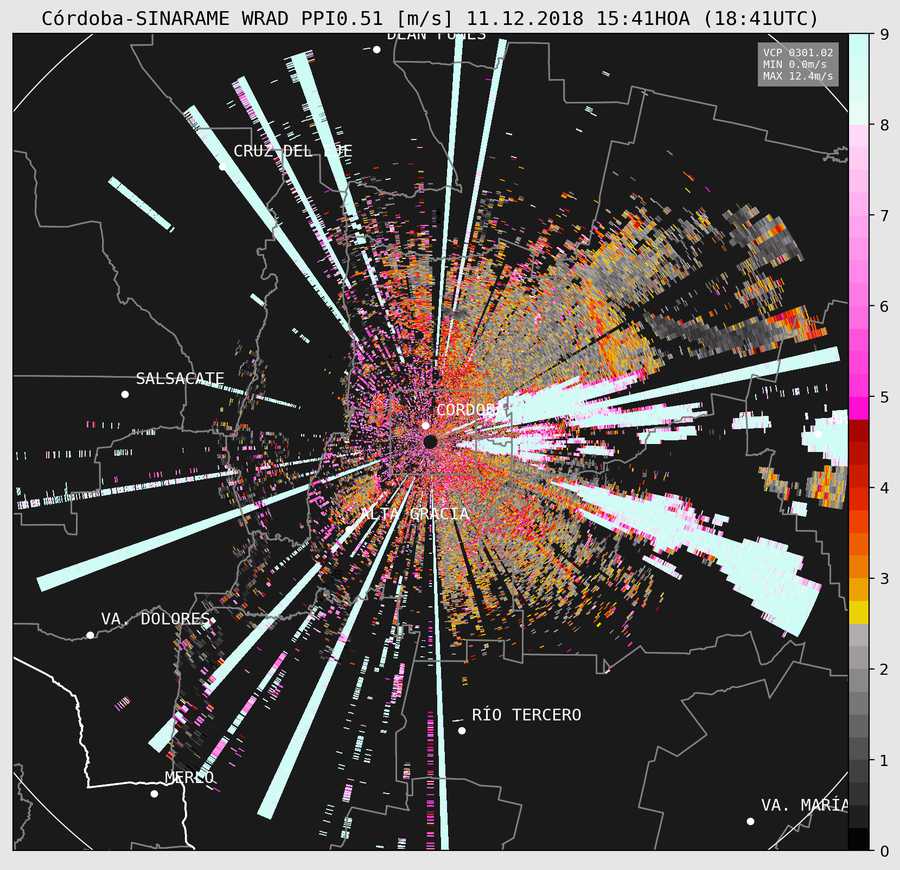 Córdoba-SINARAME WRAD PPI0.51 [m/s] 11.12.2018 15:41HOA (18:41UTC)
DEAN FUNES
VCP 0301.02
MIN 0.0m/s
MAX 12.4m/s
9
8
CRUZ DEL EJE
7
6
SALSACATE
5
CORDOBA
4
ALTA GRACIA
3
VA. DOLORES
2
RÍO TERCERO
1
MERLO
VA. MARÍA
0